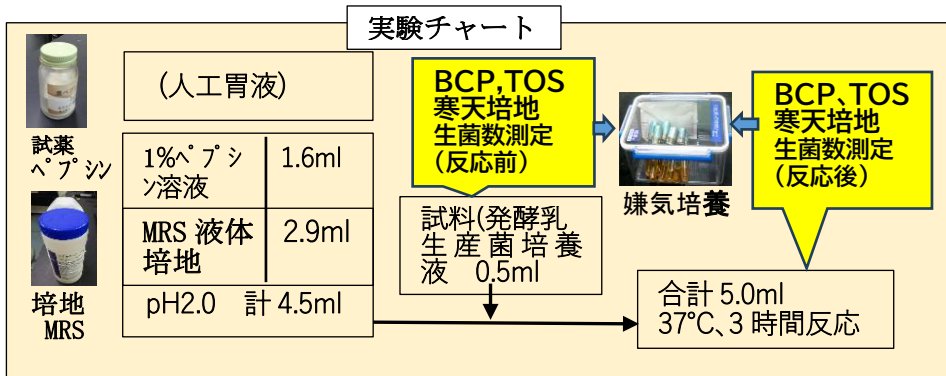 実験チャート
試薬
ペプシン
培地
MRS
(人工胃液)
1%ペプシ
ン溶液
1.6ml
MRS 液体
培地
2.9ml
pH2.0 計 4.5ml
BCP,TOS
寒天培地
生菌数測定
(反応前)
試料(発酵乳
生産菌培養
液 0.5ml
嫌気培養
BCP、TOS
寒天培地
生菌数測定
(反応後)
合計 5.0ml
37°C、3 時間反応